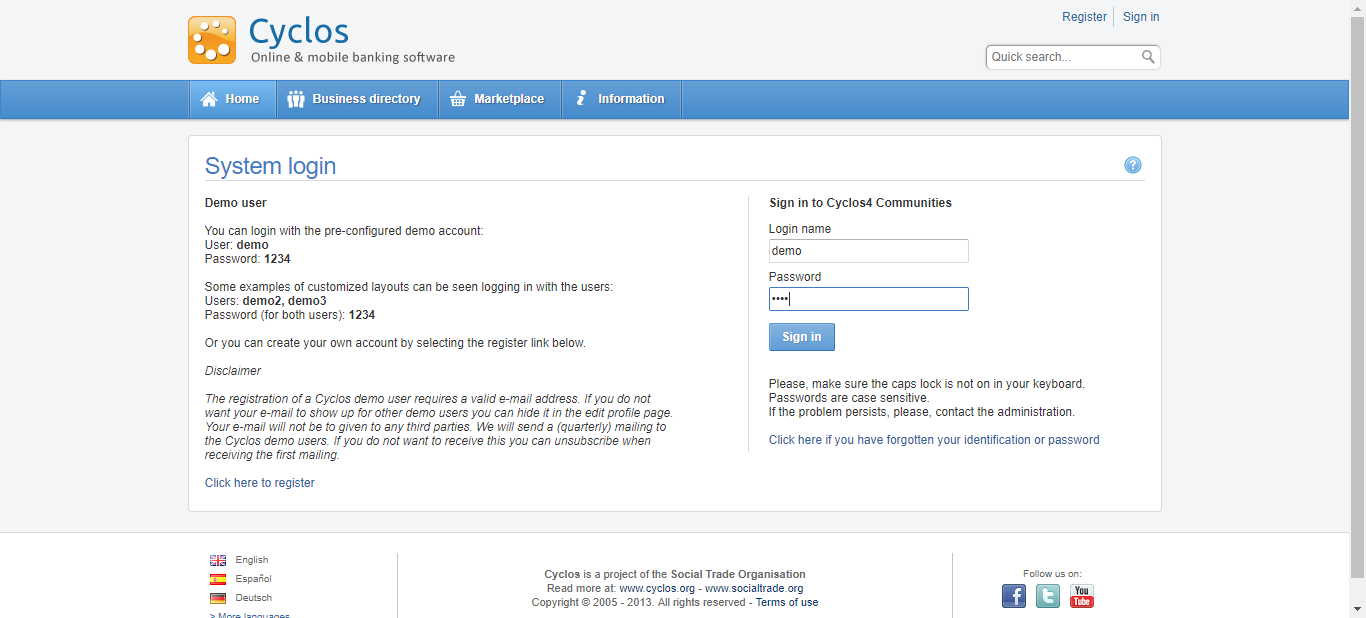 Cyclos
Online & mobile banking software
Register
Sign in
Quick search...
Home
Business directory
Marketplace
Information
System login
?
Demo user
You can login with the pre-configured demo account:
User: demo
Password: 1234
Some examples of customized layouts can be seen logging in with the users:
Users: demo2, demo3
Password (for both users): 1234
Or you can create your own account by selecting the register link below.
Disclaimer
The registration of a Cyclos demo user requires a valid e-mail address. If you do not
want your e-mail to show up for other demo users you can hide it in the edit profile page.
Your e-mail will not be to given to any third parties. We will send a (quarterly) mailing to
the Cyclos demo users. If you do not want to receive this you can unsubscribe when
receiving the first mailing.
Click here to register
Sign in to Cyclos4 Communities
Login name
demo
Password
••••
Sign in
Please, make sure the caps lock is not on in your keyboard.
Passwords are case sensitive.
If the problem persists, please, contact the administration.
Click here if you have forgotten your identification or password
English
Español
Deutsch
> More languages
Cyclos is a project of the Social Trade Organisation
Read more at: www.cyclos.org - www.socialtrade.org
Copyright © 2005 - 2013. All rights reserved - Terms of use
Follow us on:
f
t
You
Tube